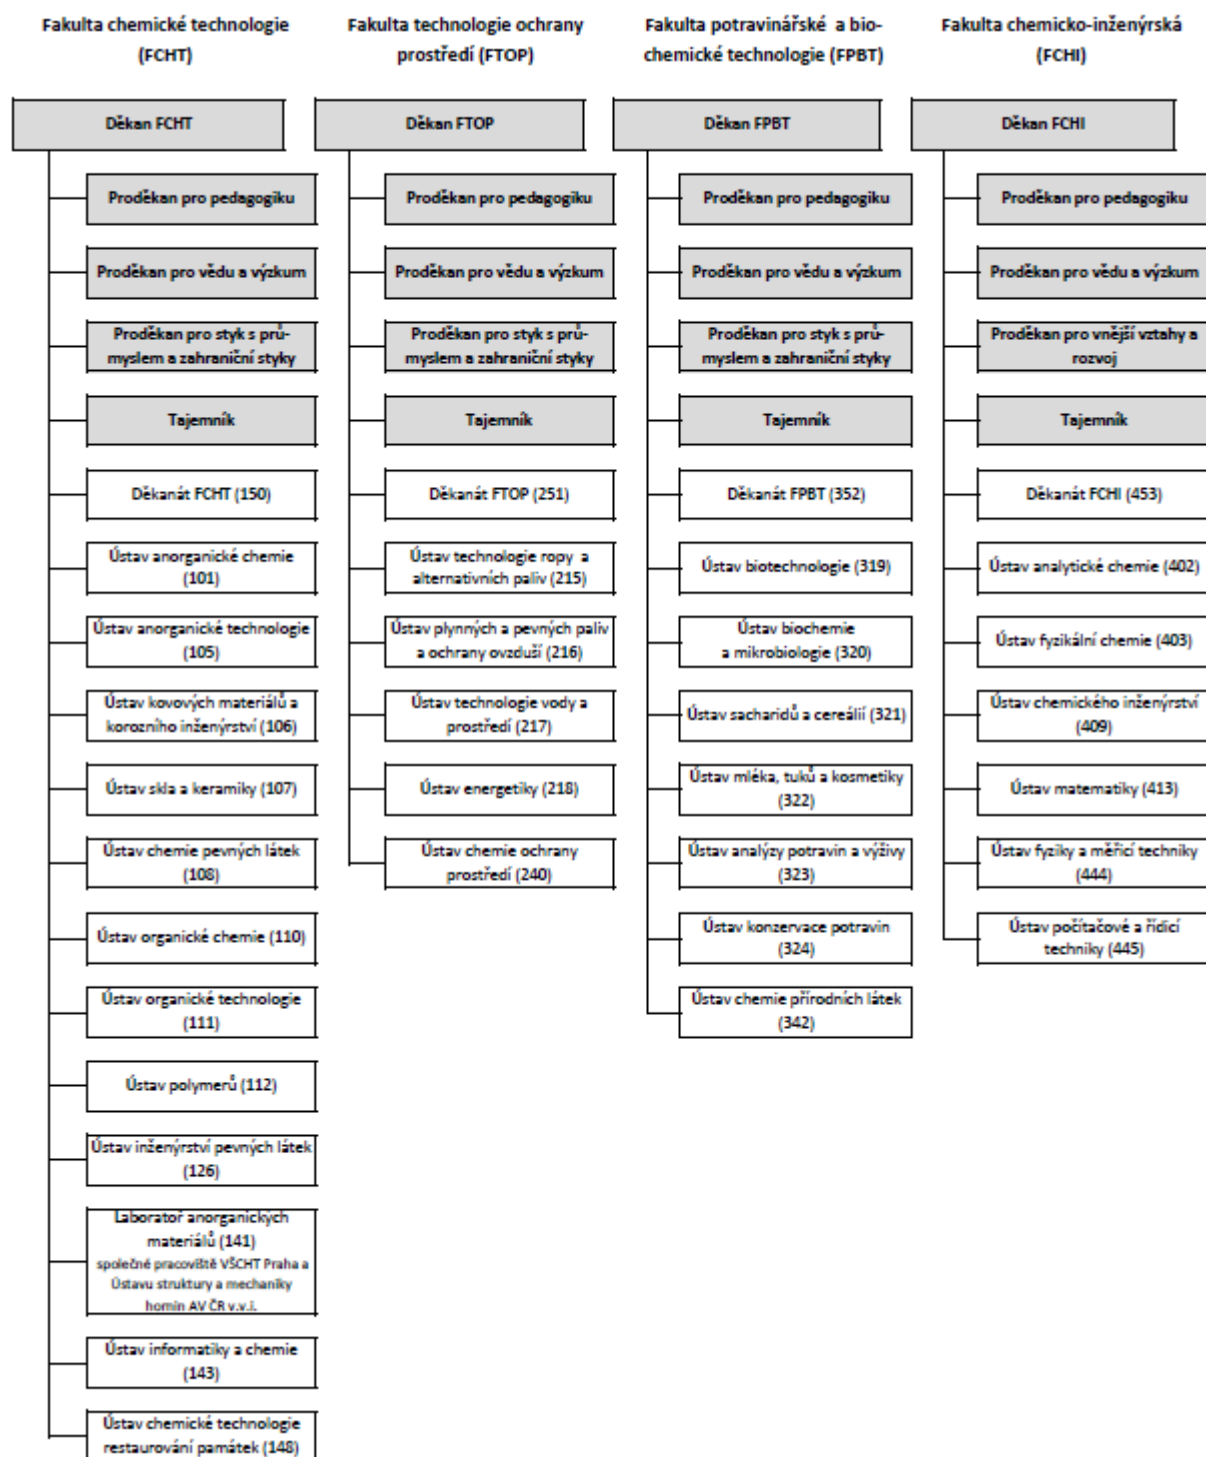 Fakulta chemické technologie
(FCHT)
Děkan FCHT
Proděkan pro pedagogiku
Proděkan pro vědu a výzkum
Proděkan pro styk s prů-
myslem a zahraniční styky
Tajemník
Děkanát FCHT (150)
Ústav anorganické chemie
(101)
Ústav anorganické technologie
(105)
Ústav kovových materiálů a
korozního inženýrství (106)
Ústav skla a keramiky (107)
Ústav chemie pevných látek
(108)
Ústav organické chemie (110)
Ústav organické technologie
(111)
Ústav polymerů (112)
Ústav inženýrství pevných látek
(126)
Laboratoř anorganických
materiálů (141)
společné pracoviště VŠCHT Praha a
Ústavu struktury a mechaniky
hornin AV ČR v.v.i.
Ústav informatiky a chemie
(143)
Ústav chemické technologie
restaurování památek (148)
Fakulta technologie ochrany
prostředí (FTOP)
Děkan FTOP
Proděkan pro pedagogiku
Proděkan pro vědu a výzkum
Proděkan pro styk s prů-
myslem a zahraniční styky
Tajemník
Děkanát FTOP (251)
Ústav technologie ropy a
alternativních paliv (215)
Ústav plynných a pevných paliv
a ochrany ovzduší (216)
Ústav technologie vody a
prostředí (217)
Ústav energetiky (218)
Ústav chemie ochrany
prostředí (240)
Fakulta potravinářské a bio-
chemické technologie (FPBT)
Děkan FPBT
Proděkan pro pedagogiku
Proděkan pro vědu a výzkum
Proděkan pro styk s prů-
myslem a zahraniční styky
Tajemník
Děkanát FPBT (352)
Ústav biotechnologie (319)
Ústav biochemie
a mikrobiologie (320)
Ústav sacharidů a cereálií (321)
Ústav mléka, tuků a kosmetiky
(322)
Ústav analýzy potravin a výživy
(323)
Ústav konzervace potravin
(324)
Ústav chemie přírodních látek
(342)
Fakulta chemicko-inženýrská
(FCHI)
Děkan FCHI
Proděkan pro pedagogiku
Proděkan pro vědu a výzkum
Proděkan pro vnější vztahy a
rozvoj
Tajemník
Děkanát FCHI (453)
Ústav analytické chemie (402)
Ústav fyzikální chemie (403)
Ústav chemického inženýrství
(409)
Ústav matematiky (413)
Ústav fyziky a měřicí techniky
(444)
Ústav počítačové a řídicí
techniky (445)